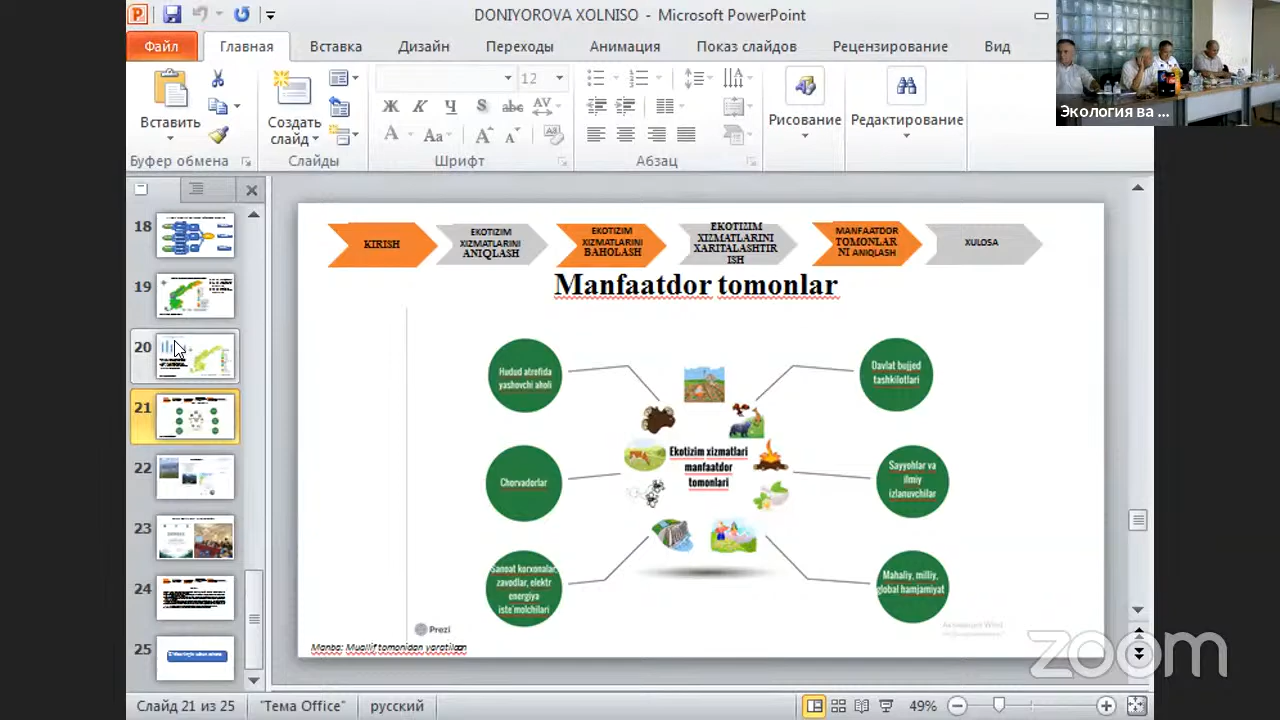 DONIYOROVA XOLNISO - Microsoft PowerPoint
Файл Главная Вставка Дизайн Переходы Анимация Показ слайдов Рецензирование Вид
Экология ва ...
12
Вставить
Создать
слайд
Рисование Редактирование
Буфер обмена Слайды Шрифт Абзац
18
19
20
21
22
23
24
25
KIRISH
EKOTIZIM
XIZMATLARINI
ANIQLASH
EKOTIZIM
XIZMATLARINI
BAHOLASH
EKOTIZIM
XIZMATLARINI
XARITALASHTIR
ISH
MANFAATDOR
TOMONLAR
NI ANIQLASH
XULOSA
Manfaatdor tomonlar
Hudud atrofida
yashovchi aholi
Davlat bujjed
tashkilotlari
Ekotizim xizmatlari
manfaatdor
tomonlari
Chorvadorlar
Sayyohlar va
ilmiy
izlanuvchilar
Sanoat korxonalar,
zavodlar, elektr
energiya
iste'molchilari
Mahaliy, milliy,
global hamjamiyat
Prezi
Manba: Muallif tomonidan yaratilgan
zoom
Слайд 21 из 25 "Тема Office" русский 49%